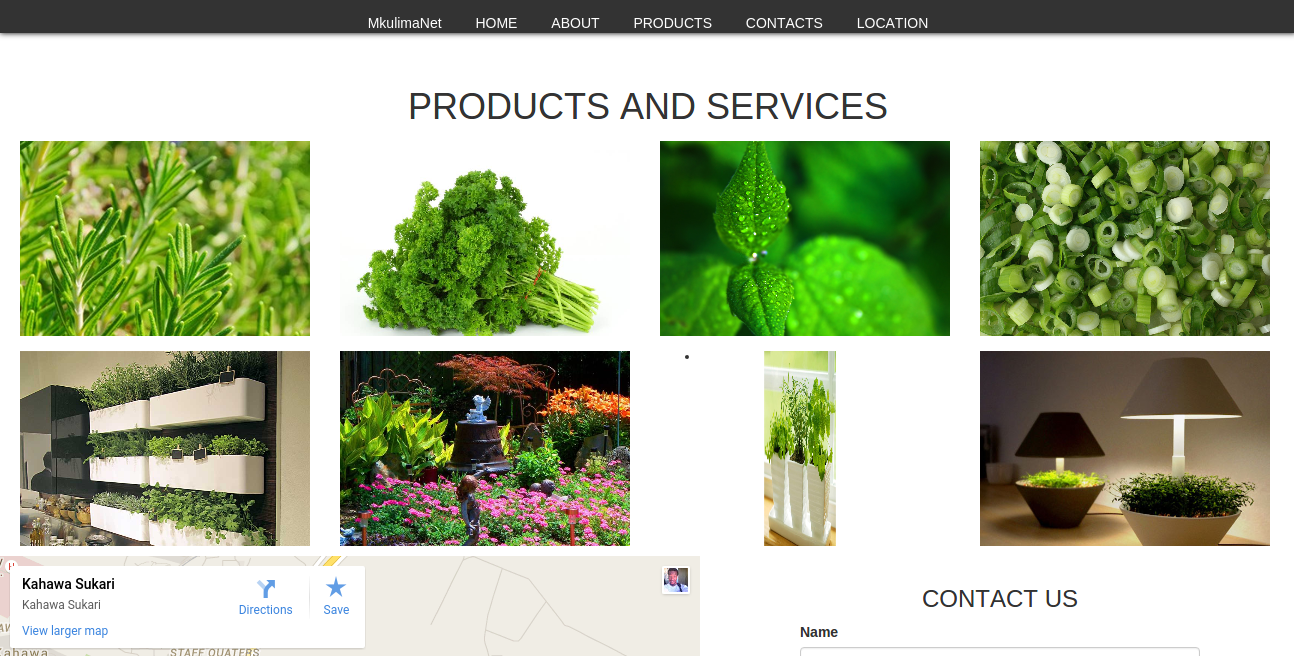 MkulimaNet HOME ABOUT PRODUCTS CONTACTS LOCATION
PRODUCTS AND SERVICES
Kahawa Sukari
Kahawa Sukari
Directions
Save
View larger map
STAFF QUATERS
CONTACT US
Name